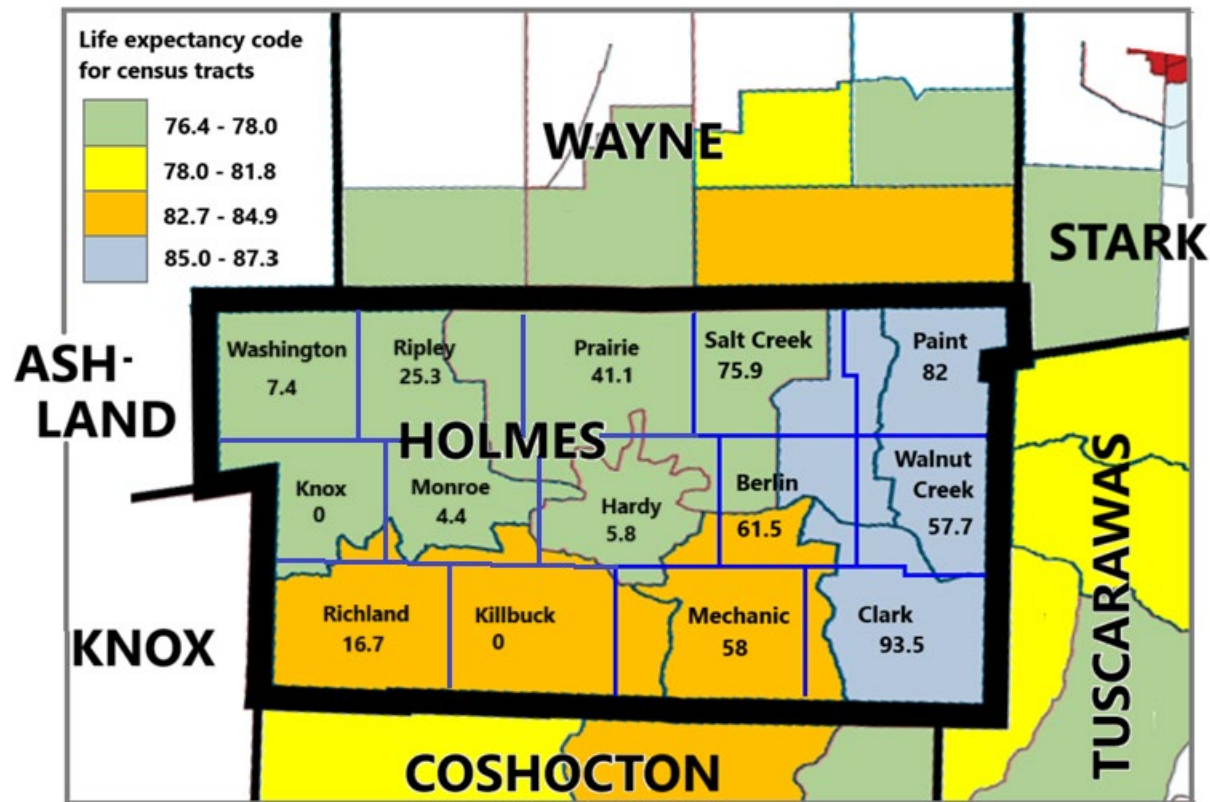 Life expectancy code
for census tracts
76.4 - 78.0
78.0 - 81.8
82.7 - 84.9
85.0 - 87.3
WAYNE
STARK
ASH-
LAND
HOLMES
KNOX
COSHOCTON
TUSCARAWAS
Washington
7.4
Ripley
25.3
Prairie
41.1
Salt Creek
75.9
Paint
82
Knox
0
Monroe
4.4
Hardy
5.8
Berlin
61.5
Walnut
Creek
57.7
Richland
16.7
Killbuck
0
Mechanic
58
Clark
93.5